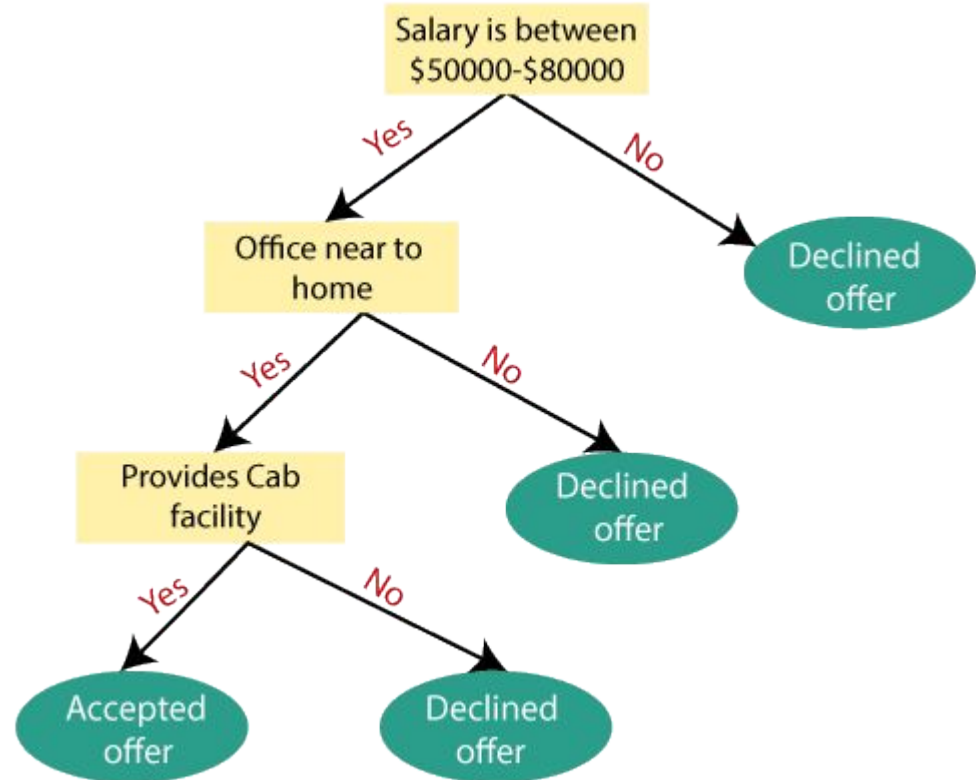 Salary is between
$50000-$80000
Yes
No
Office near to
home
Declined
offer
Yes
No
Provides Cab
facility
Declined
offer
Yes
No
Accepted
offer
Declined
offer